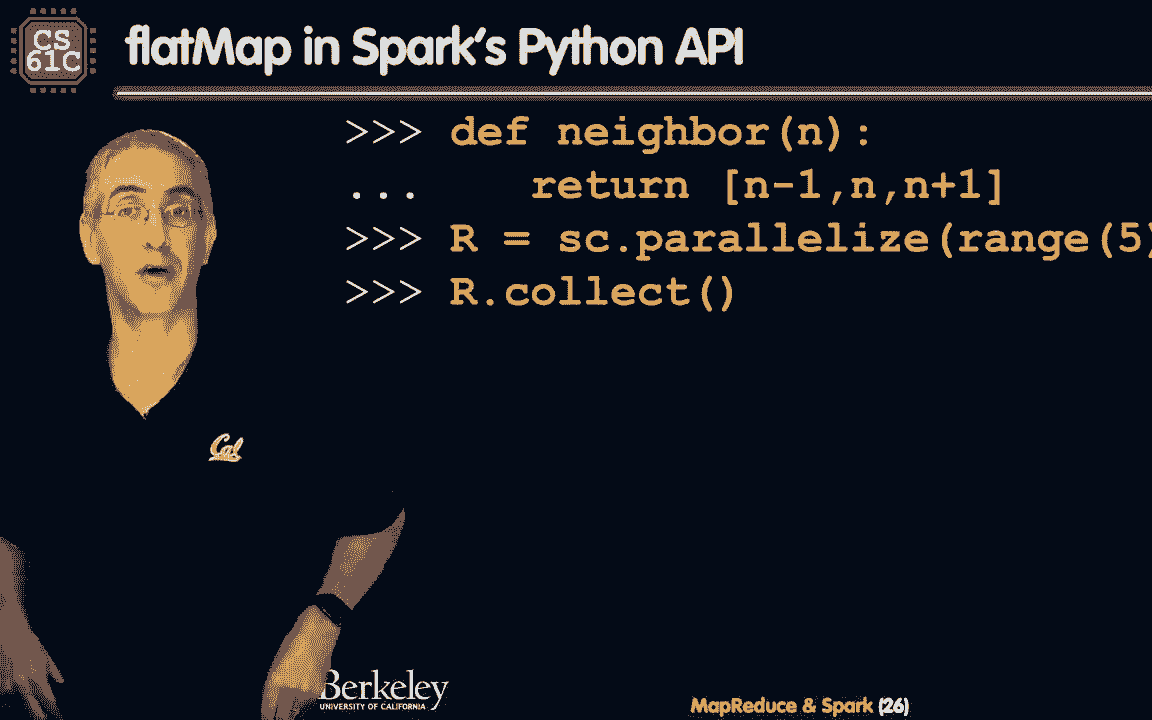 CS
61C
flatMap in Spark's Python API
>>> def neighbor(n):
... return [n-1,n,n+1]
>>> R = sc.parallelize(range(5)
>>> R.collect()
Cal
Berkeley
UNIVERSITY OF CALIFORNIA
MapReduce & Spark (26)